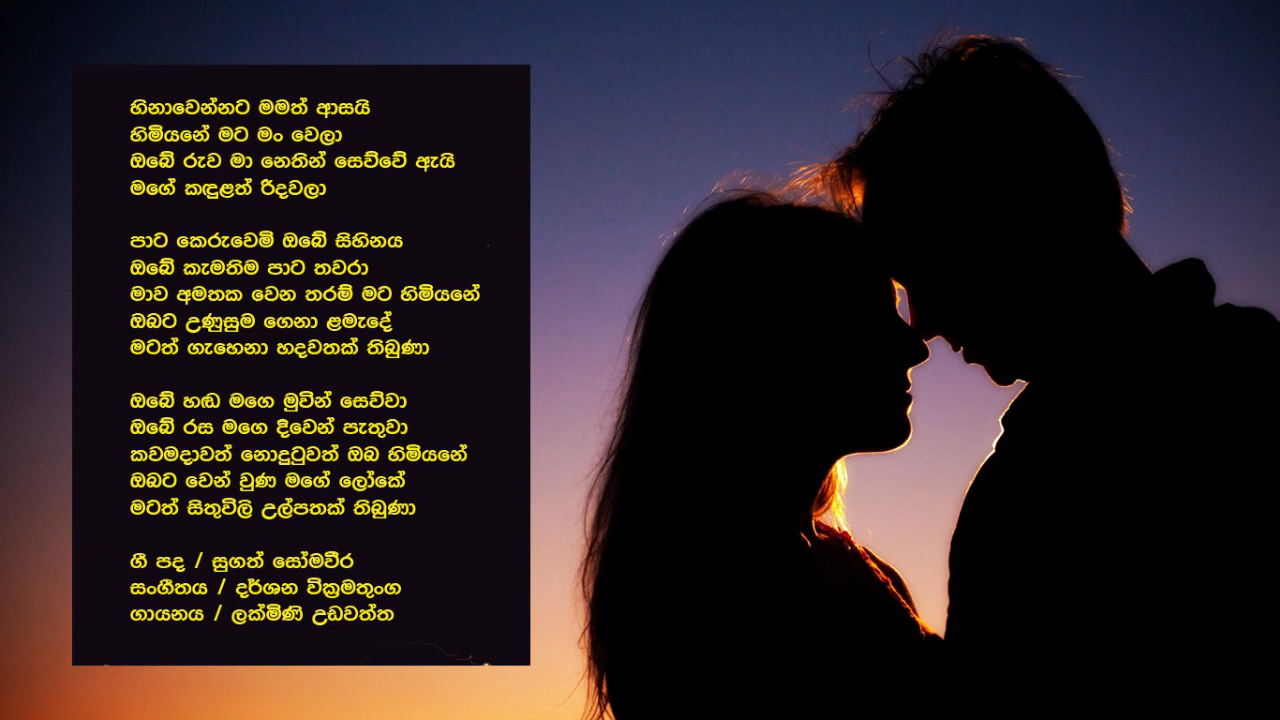 හිනාවෙන්නට මමත් ආසයි
හිමියනේ මට මං වෙලා
ඔබේ රුව මා නෙතින් සෙව්වේ ඇයි
මගේ කඳුළත් රිදවලා
පාට කෙරුවෙමි ඔබේ සිහිනය
ඔබේ කැමතිම පාට තවරා
මාව අමතක වෙන තරම් මට හිමියනේ
ඔබට උණුසුම ගෙනා ළමැදේ
මටත් ගැහෙනා හදවතක් තිබුණා
ඔබේ හඬ මගෙ මුවින් සෙව්වා
ඔබේ රස මගෙ දිවෙන් පැතුවා
කවමදාවත් නොදුටුවත් ඔබ හිමියනේ
ඔබට වෙන් වුණ මගේ ලෝකේ
මටත් සිතුවිලි උල්පතක් තිබුණා
ගී පද / සුගත් සෝමවීර
සංගීතය / දර්ශන වික්‍රමතුංග
ගායනය / ලක්මිණි උඩවත්ත